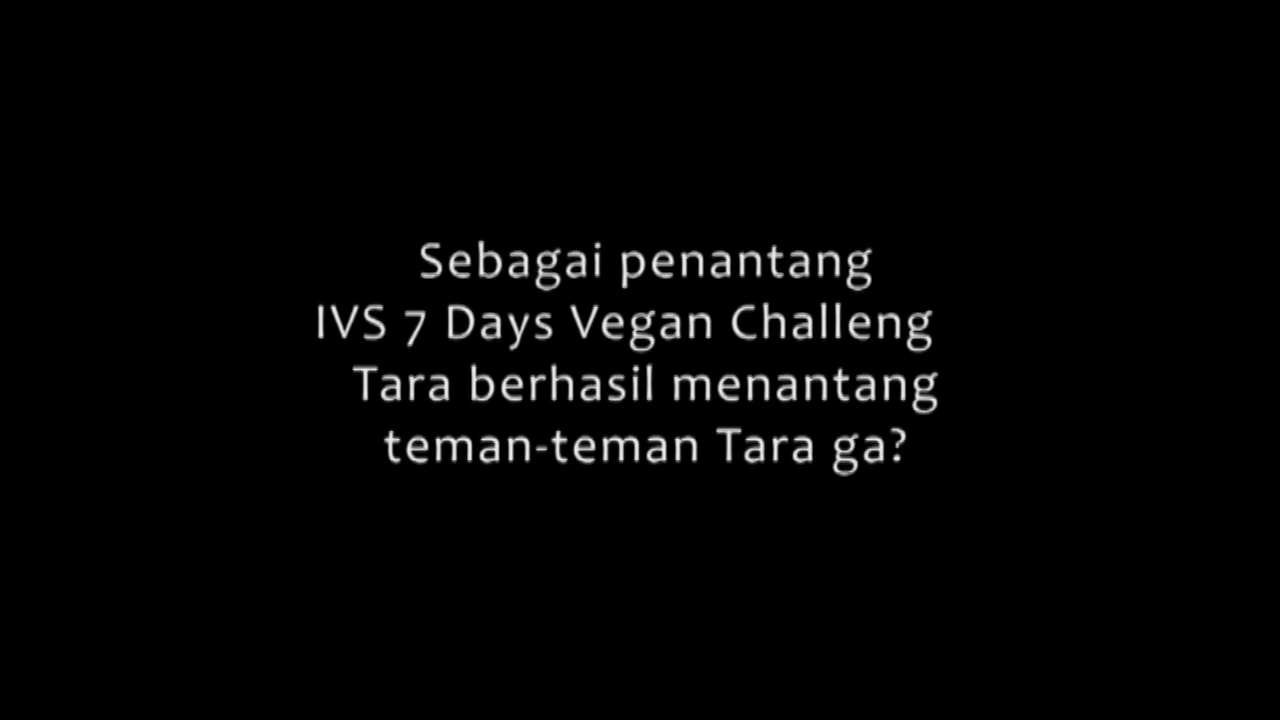 Sebagai penantang
IVS 7 Days Vegan Challeng
Tara berhasil menantang
teman-teman Tara ga?